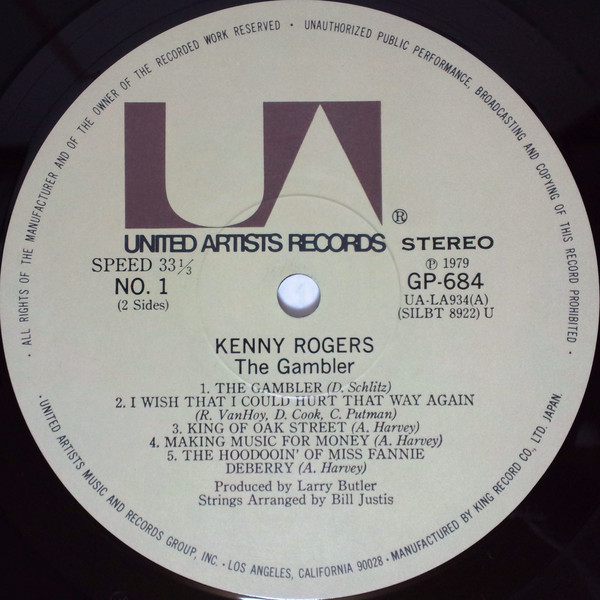 · ALL RIGHTS OF THE MANUFACTURER AND OF THE OWNER OF THE RECORDED WORK RESERVED · UNAUTHORIZED PUBLIC PERFORMANCE, BROADCASTING AND COPYING OF THIS RECORD PROHIBITED ·
UA®
UNITED ARTISTS RECORDS
STEREO
SPEED 33⅓
NO. 1
(2 Sides)
Ⓟ 1979
GP-684
UA-LA934(A)
(SILBT 8922) U
KENNY ROGERS
The Gambler
1. THE GAMBLER (D. Schlitz)
2. I WISH THAT I COULD HURT THAT WAY AGAIN
(R. VanHoy, D. Cook, C. Putman)
3. KING OF OAK STREET (A. Harvey)
4. MAKING MUSIC FOR MONEY (A. Harvey)
5. THE HOODOOIN' OF MISS FANNIE
DEBERRY (A. Harvey)
Produced by Larry Butler
Strings Arranged by Bill Justis
· UNITED ARTISTS MUSIC AND RECORDS GROUP, INC. · LOS ANGELES, CALIFORNIA 90028 · MANUFACTURED BY KING RECORD CO., LTD. JAPAN.